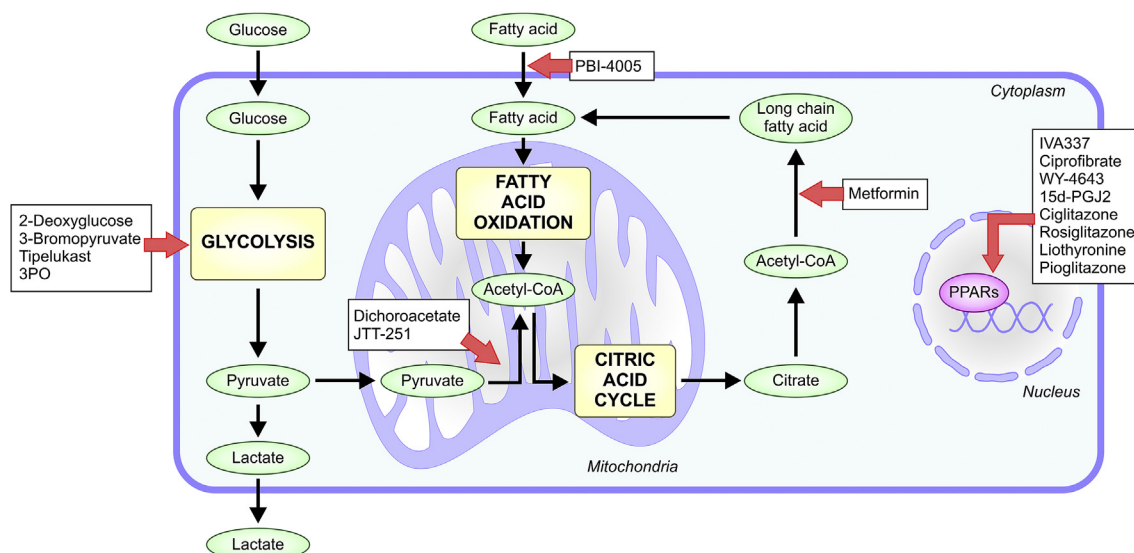 Glucose
Fatty acid
PBI-4005
Cytoplasm
Glucose
Fatty acid
Long chain
fatty acid
IVA337
Ciprofibrate
WY-4643
15d-PGJ2
Ciglitazone
Rosiglitazone
Liothyronine
Pioglitazone
FATTY
ACID
OXIDATION
Metformin
2-Deoxyglucose
3-Bromopyruvate
Tipelukast
3PO
GLYCOLYSIS
Acetyl-CoA
Acetyl-CoA
PPARs
Dichoroacetate
JTT-251
Pyruvate
Pyruvate
CITRIC
ACID
CYCLE
Citrate
Nucleus
Lactate
Mitochondria
Lactate